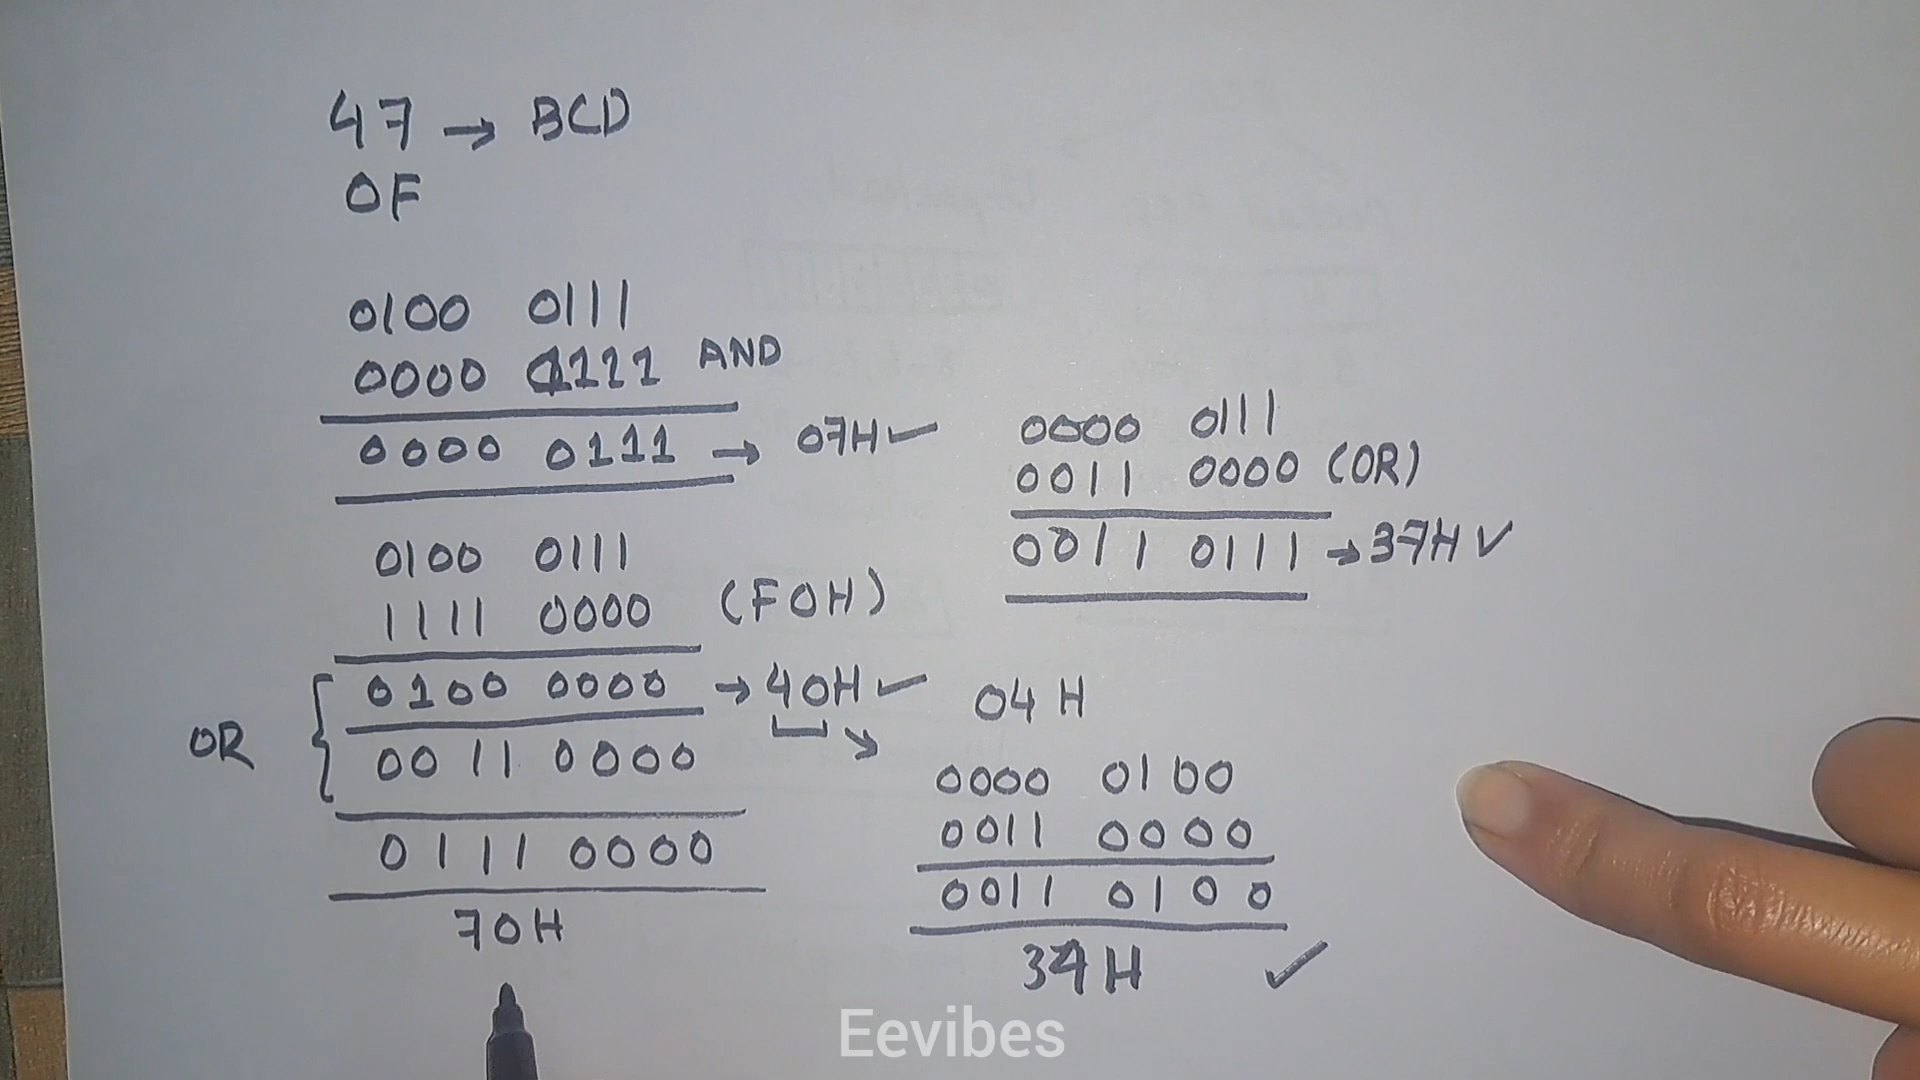 47 → BCD
0F
0100 0111
0000 1111 AND
0000 0111 → 07H ✓
0100 0111
1111 0000 (F0H)
0100 0000 → 40H ✓
OR
0011 0000
0111 0000
70H
0000 0111
0011 0000 (OR)
0011 0111 → 37H ✓
04 H
0000 0100
0011 0000
0011 0100
34H ✓
Eevibes